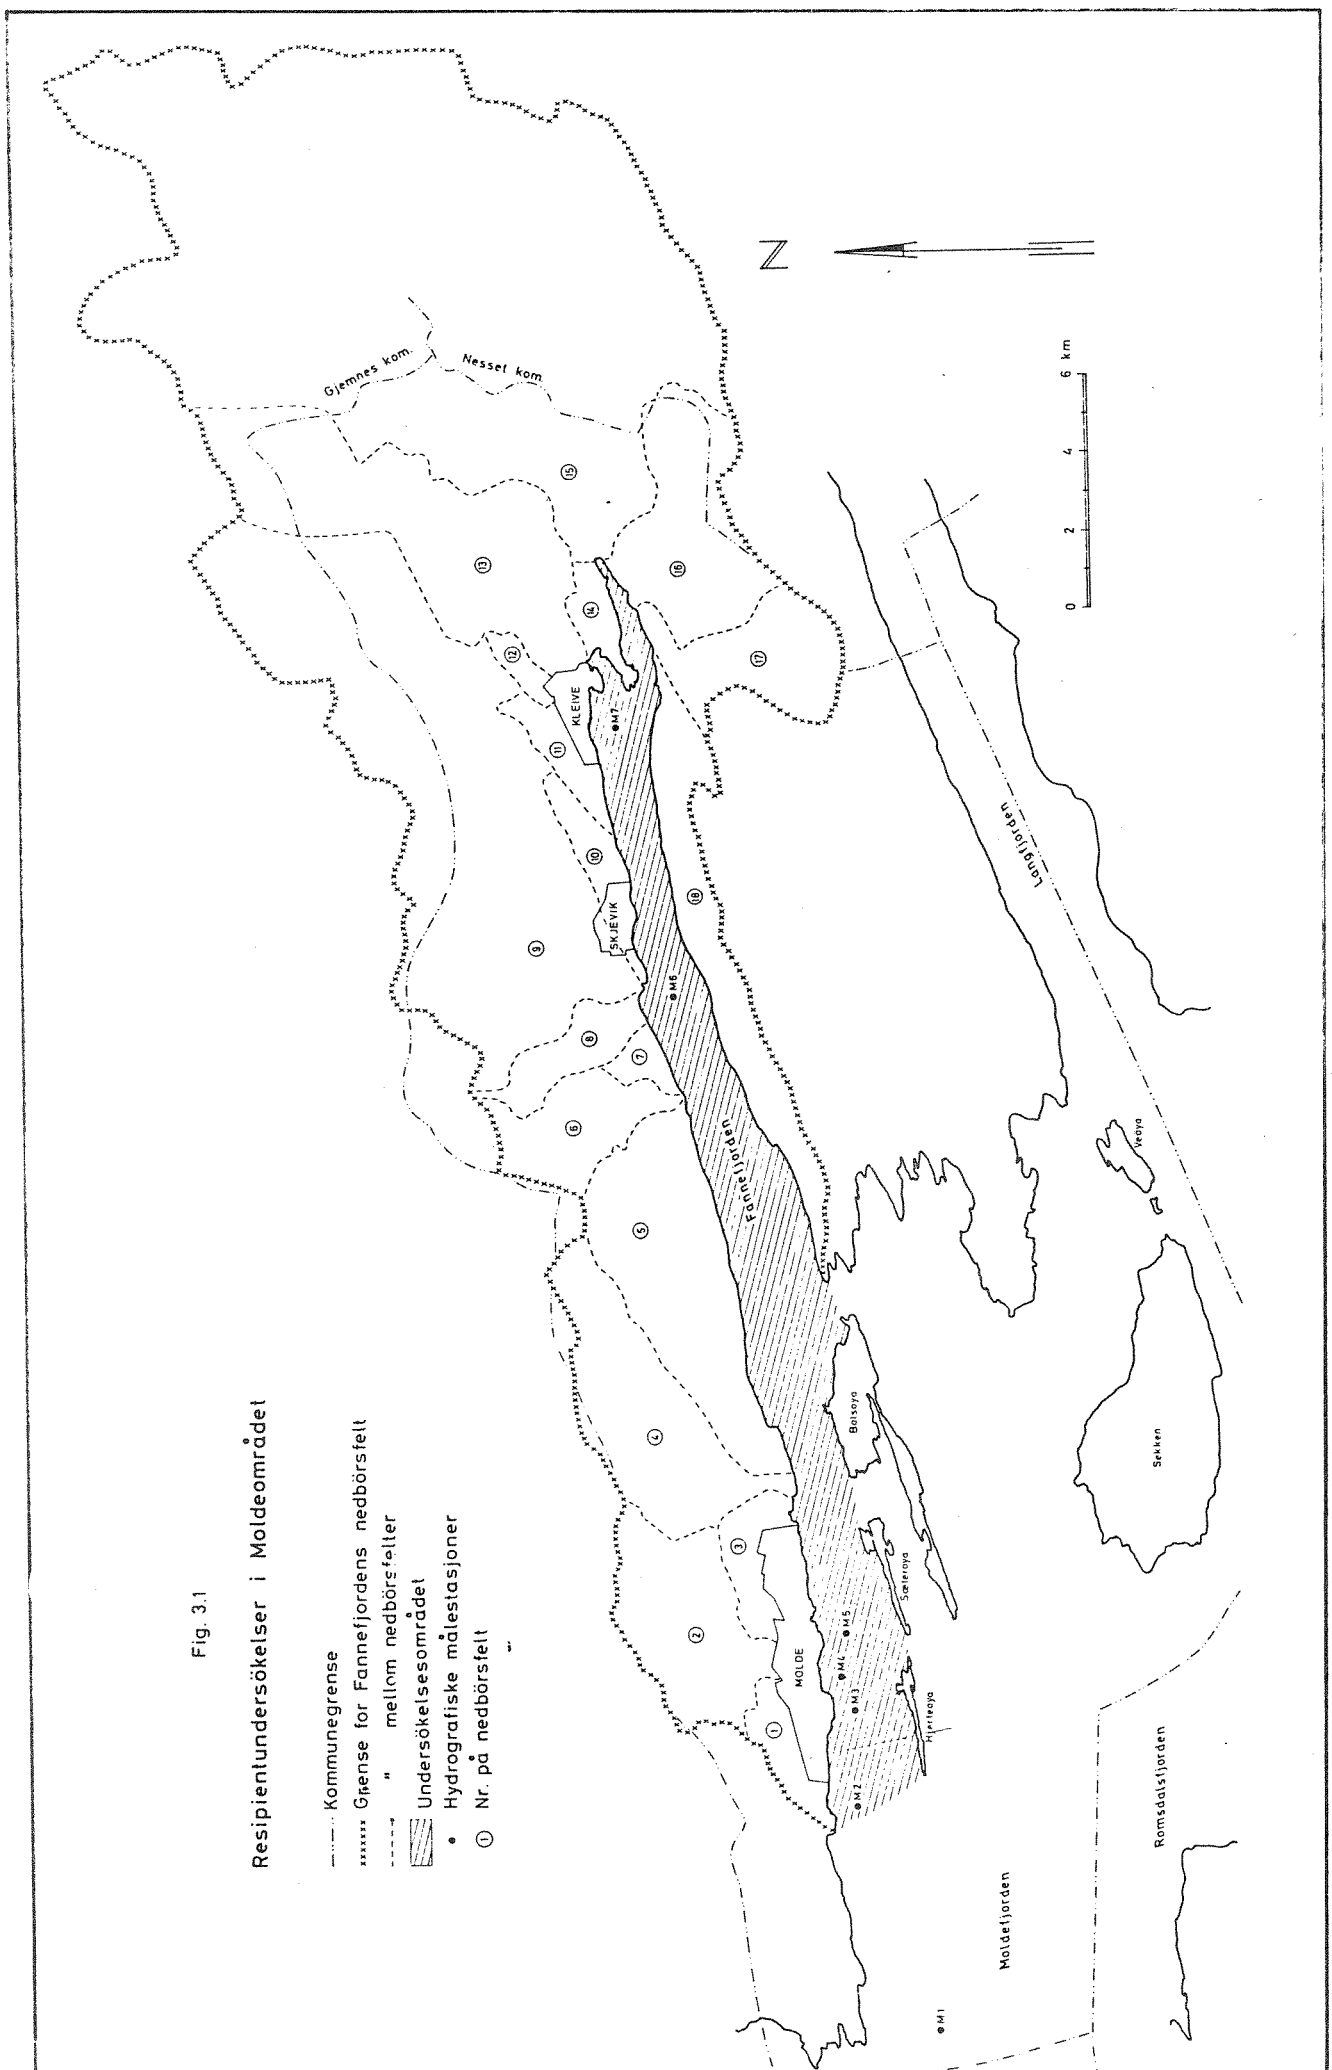 Fig. 3.1
Resipientundersökelser i Moldeområdet
Kommunegrense
Grense for Fannefjordens nedbörsfelt
" mellom nedbörsfelter
Undersökelsesområdet
Hydrografiske målestasjoner
① Nr. på nedbörsfelt
Gjemnes kom.
Nesset kom.
N
0 2 4 6 km
15
13
16
14
12
17
KLEIVE
M7
11
10
18
SKJEVIK
9
M6
8
7
6
Fannefjorden
5
4
3
2
1
MOLDE
M5
M4
M3
M2
M1
Bolsøya
Sæterøya
Hjertøya
Langfjorden
Veøya
Sekken
Moldefjorden
Romsdalsfjorden